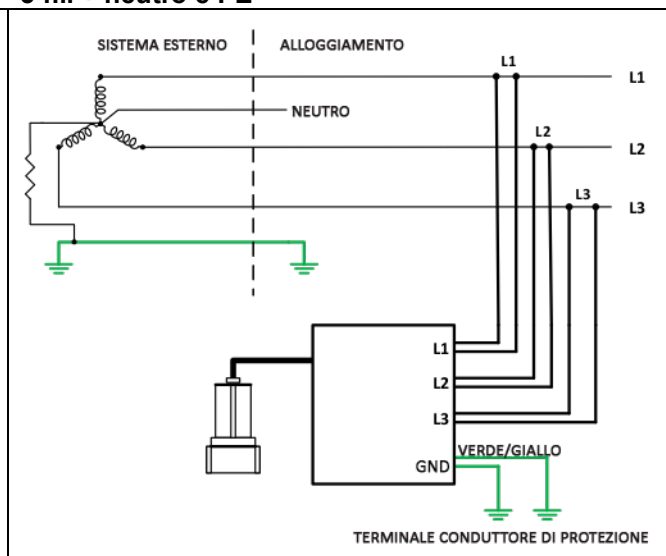 SISTEMA ESTERNO
ALLOGGIAMENTO
L1
L1
NEUTRO
L2
L2
L3
L3
L1
L2
L3
VERDE/GIALLO
GND
TERMINALE CONDUTTORE DI PROTEZIONE